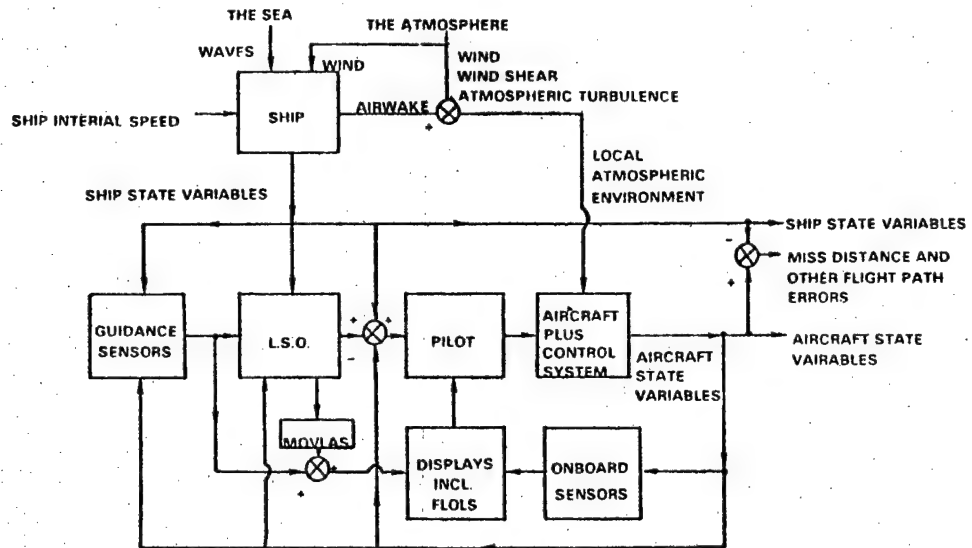 THE SEA
THE ATMOSPHERE
WAVES
WIND
WIND
WIND SHEAR
ATMOSPHERIC TURBULENCE
SHIP INTERIAL SPEED
SHIP
AIRWAKE
+
LOCAL
ATMOSPHERIC
ENVIRONMENT
SHIP STATE VARIABLES
SHIP STATE VARIABLES
-
MISS DISTANCE AND
OTHER FLIGHT PATH
ERRORS
+
GUIDANCE
SENSORS
L.S.O.
+
+
-
PILOT
AIRCRAFT
PLUS
CONTROL
SYSTEM
AIRCRAFT
STATE
VARIABLES
AIRCRAFT STATE
VAIRABLES
MOVLAS
+
+
DISPLAYS
INCL.
FLOLS
ONBOARD
SENSORS